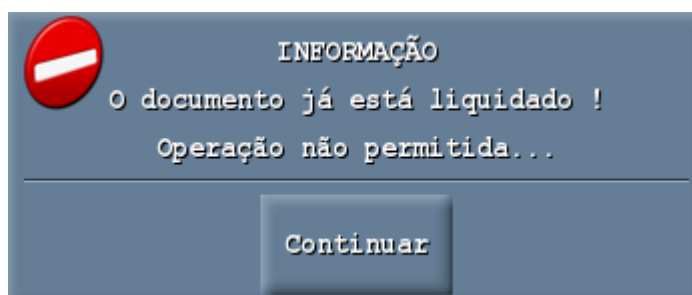 INFORMAÇÃO
O documento já está liquidado !
Operação não permitida...
Continuar